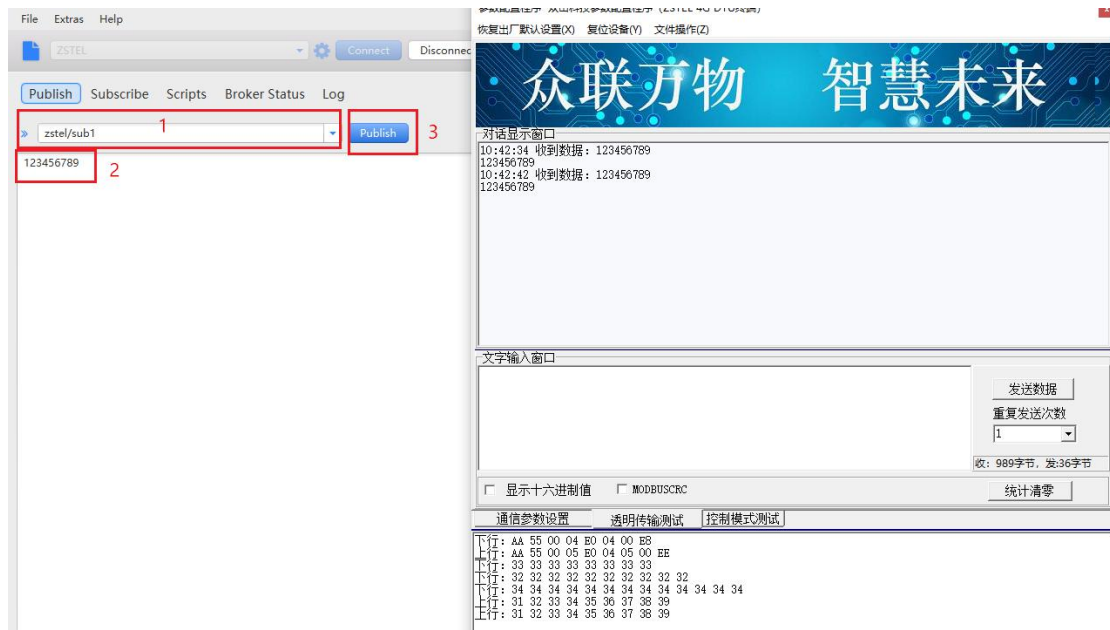 File Extras Help
ZSTEL
Connect
Disconnec
Publish Subscribe Scripts Broker Status Log
» zstel/sub1
1
Publish
3
123456789
2
恢复出厂默认设置(X) 复位设备(Y) 文件操作(Z)
众联万物 智慧未来
对话显示窗口
10:42:34 收到数据: 123456789
123456789
10:42:42 收到数据: 123456789
123456789
文字输入窗口
发送数据
重复发送次数
1
收: 989字节, 发:36字节
显示十六进制值 MODBUSCRC
统计清零
通信参数设置 透明传输测试 控制模式测试
下行: AA 55 00 04 E0 04 00 E8
上行: AA 55 00 05 E0 04 05 00 EE
下行: 33 33 33 33 33 33 33 33
下行: 32 32 32 32 32 32 32 32 32 32
下行: 34 34 34 34 34 34 34 34 34 34 34 34 34
上行: 31 32 33 34 35 36 37 38 39
上行: 31 32 33 34 35 36 37 38 39